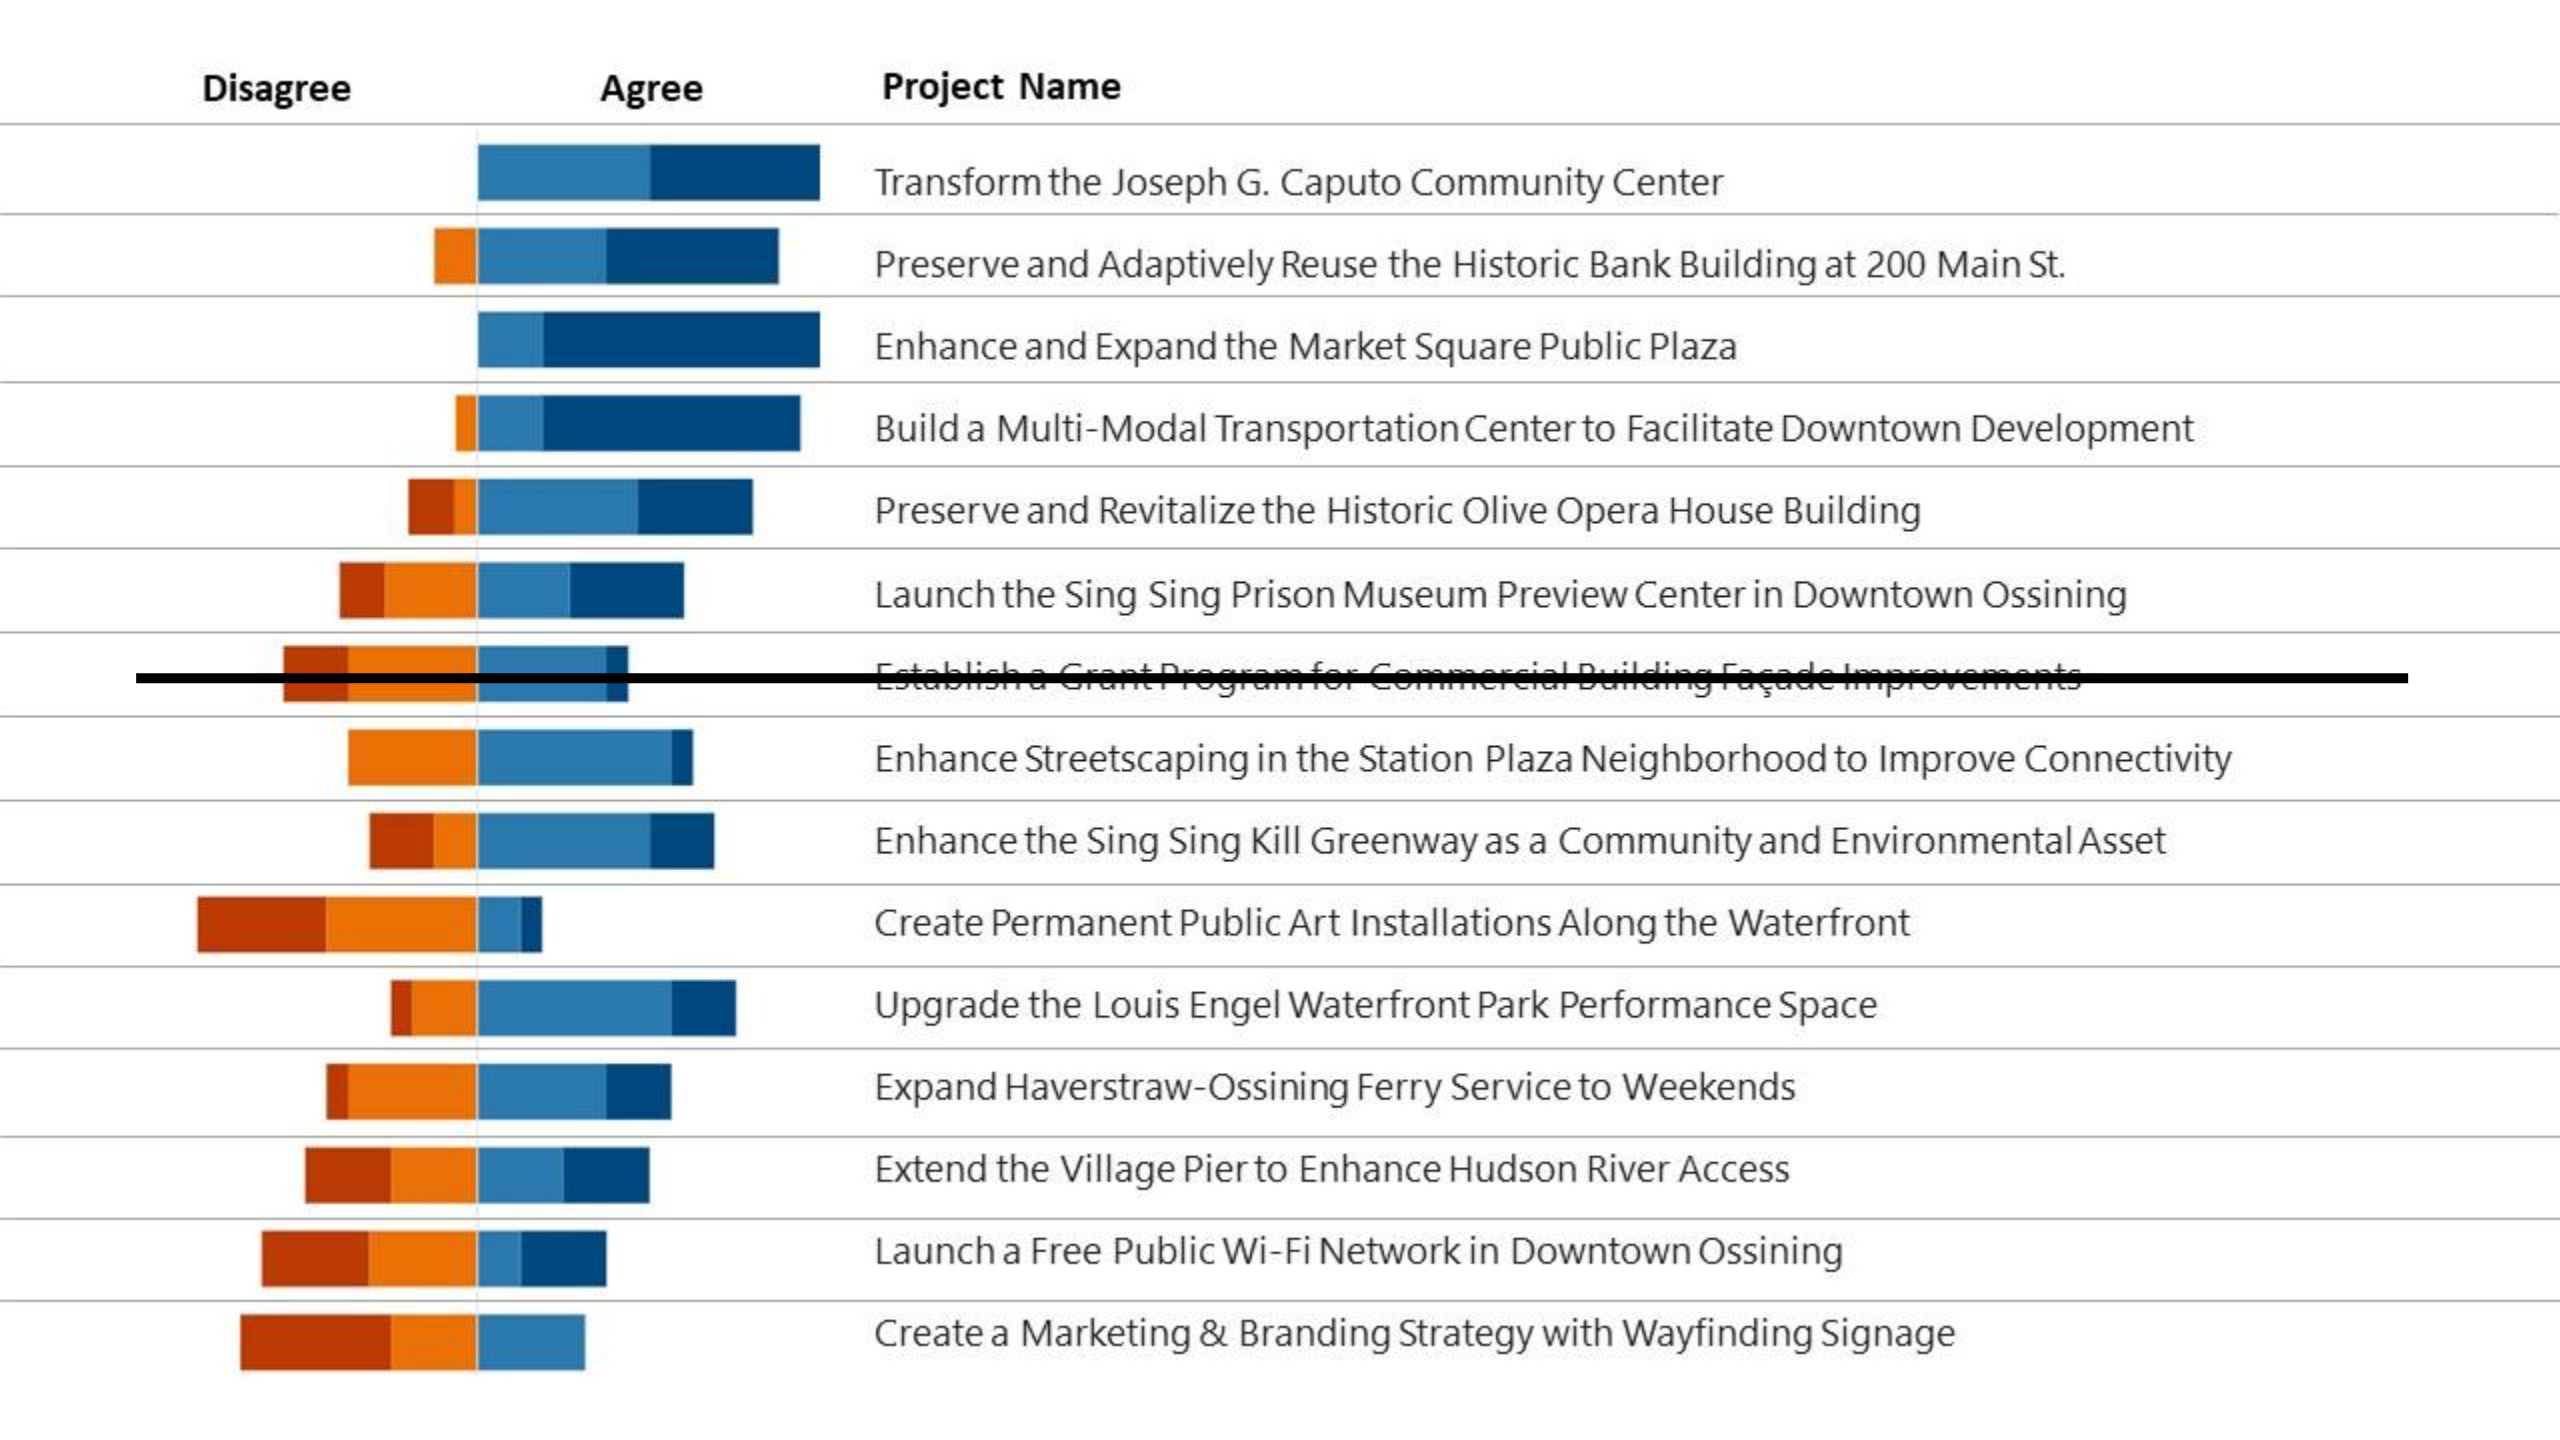 Disagree Agree Project Name
Transform the Joseph G. Caputo Community Center
Preserve and Adaptively Reuse the Historic Bank Building at 200 Main St.
Enhance and Expand the Market Square Public Plaza
Build a Multi-Modal Transportation Center to Facilitate Downtown Development
Preserve and Revitalize the Historic Olive Opera House Building
Launch the Sing Sing Prison Museum Preview Center in Downtown Ossining
Establish a Grant Program for Commercial Building Façade Improvements
Enhance Streetscaping in the Station Plaza Neighborhood to Improve Connectivity
Enhance the Sing Sing Kill Greenway as a Community and Environmental Asset
Create Permanent Public Art Installations Along the Waterfront
Upgrade the Louis Engel Waterfront Park Performance Space
Expand Haverstraw-Ossining Ferry Service to Weekends
Extend the Village Pier to Enhance Hudson River Access
Launch a Free Public Wi-Fi Network in Downtown Ossining
Create a Marketing & Branding Strategy with Wayfinding Signage